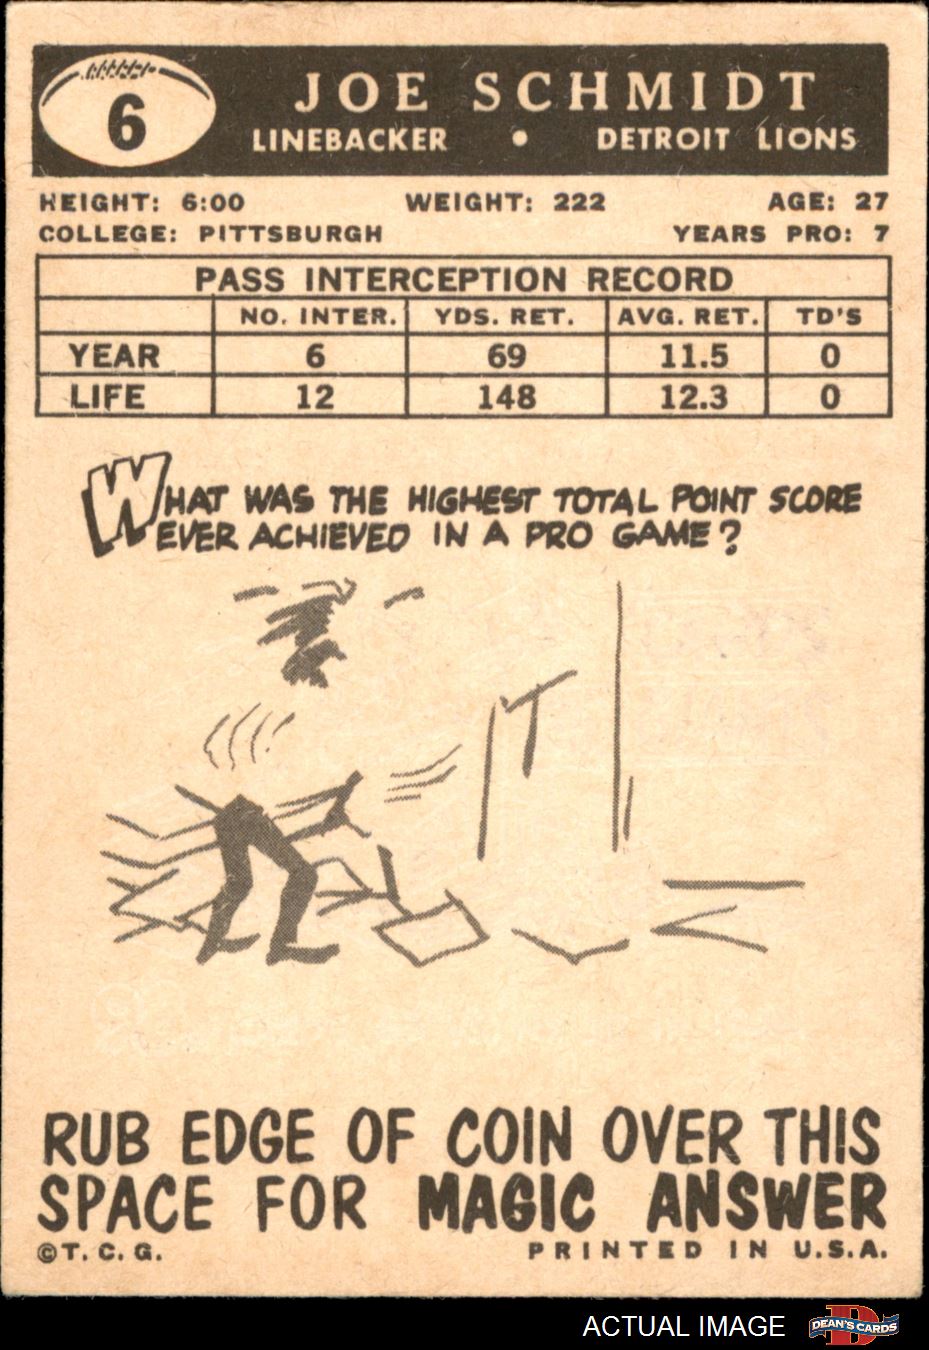 6
JOE SCHMIDT
LINEBACKER • DETROIT LIONS
HEIGHT: 6:00 WEIGHT: 222 AGE: 27
COLLEGE: PITTSBURGH YEARS PRO: 7
PASS INTERCEPTION RECORD
NO. INTER. YDS. RET. AVG. RET. TD'S
YEAR 6 69 11.5 0
LIFE 12 148 12.3 0
WHAT WAS THE HIGHEST TOTAL POINT SCORE
EVER ACHIEVED IN A PRO GAME?
RUB EDGE OF COIN OVER THIS
SPACE FOR MAGIC ANSWER
©T. C. G. PRINTED IN U.S.A.
ACTUAL IMAGE DEAN'S CARDS